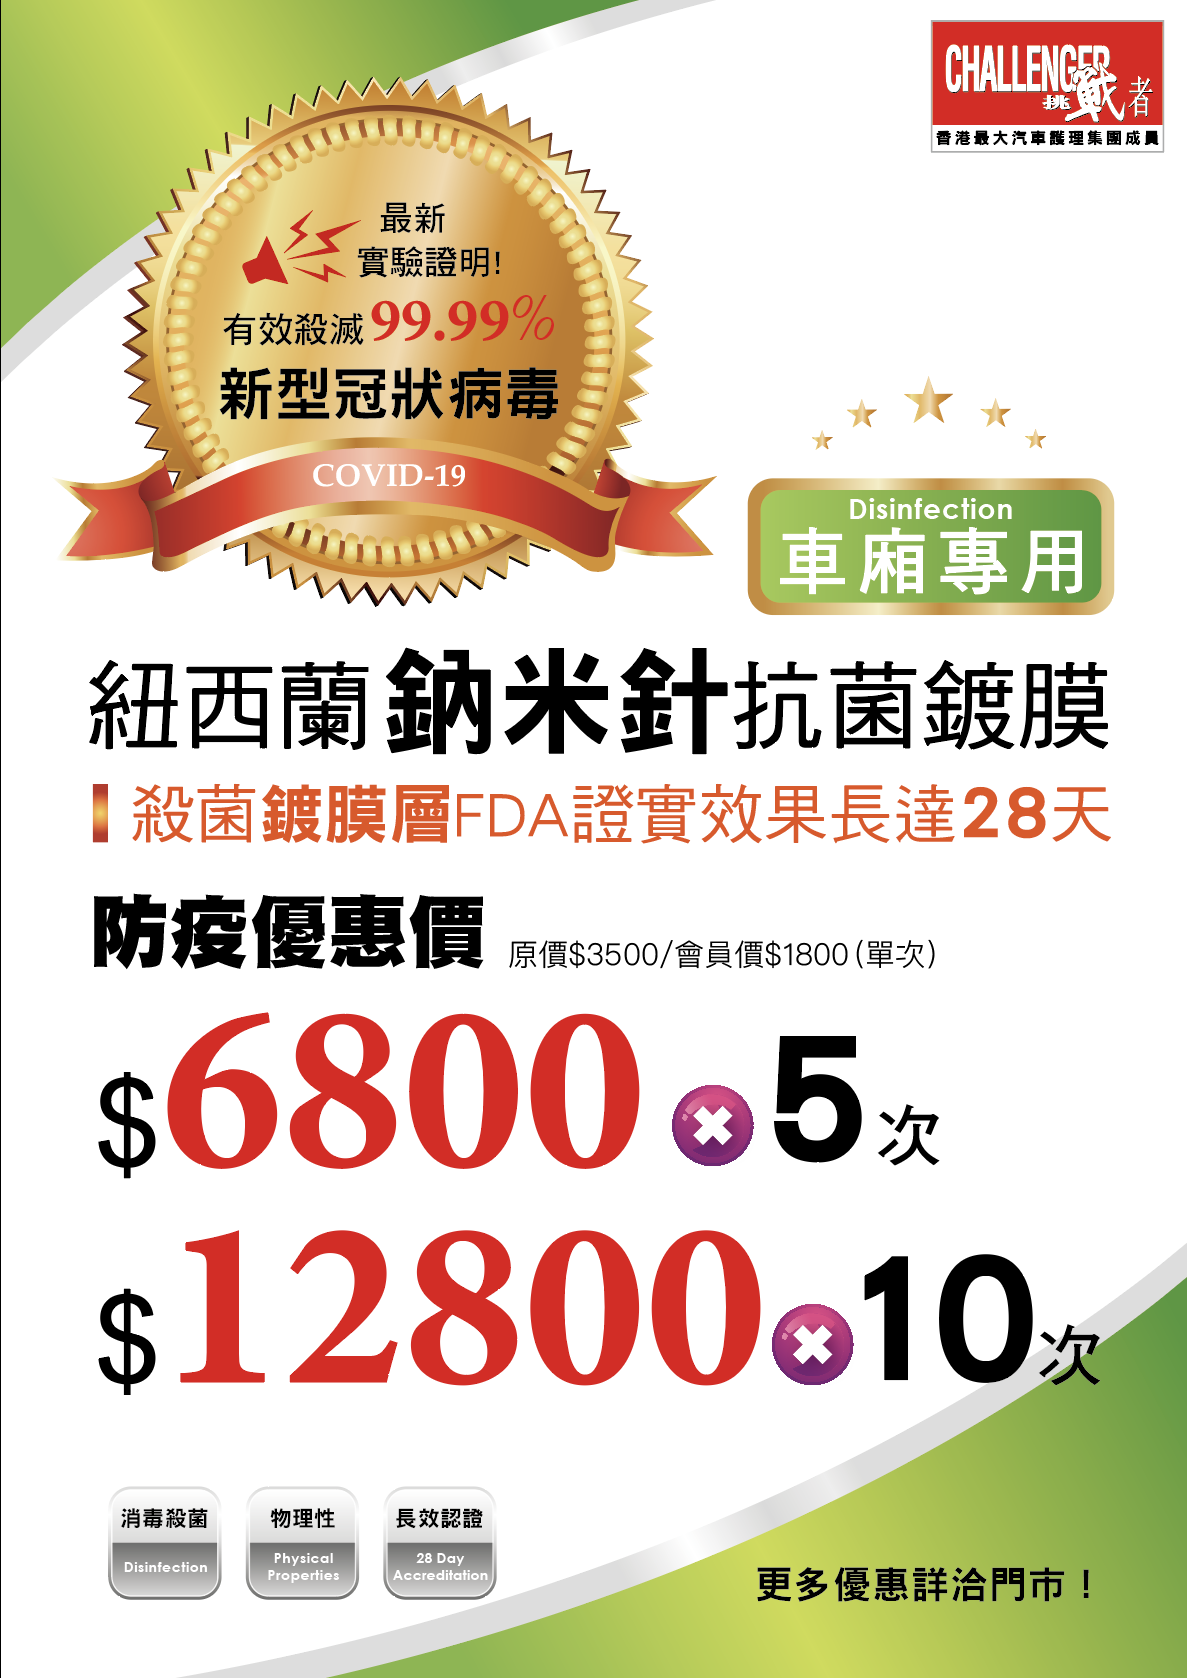 CHALLENGER
挑戰者
香港最大汽車護理集團成員
最新
實驗證明!
有效殺滅99.99%
新型冠狀病毒
COVID-19
Disinfection
車廂專用
紐西蘭鈉米針抗菌鍍膜
殺菌鍍膜層FDA證實效果長達28天
防疫優惠價 原價$3500/會員價$1800(單次)
$6800 × 5次
$12800 × 10次
消毒殺菌
Disinfection
物理性
Physical
Properties
長效認證
28 Day
Accreditation
更多優惠詳洽門市！